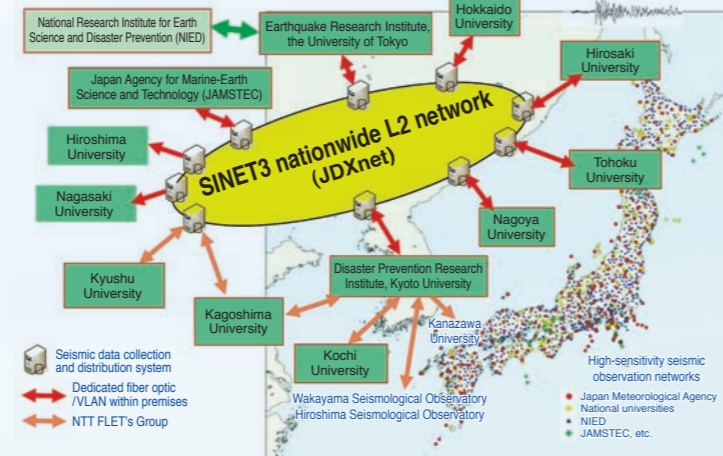 National Research Institute for Earth
Science and Disaster Prevention (NIED)
Earthquake Research Institute,
the University of Tokyo
Hokkaido
University
Hirosaki
University
Japan Agency for Marine-Earth
Science and Technology (JAMSTEC)
Hiroshima
University
SINET3 nationwide L2 network
(JDXnet)
Tohoku
University
Nagasaki
University
Nagoya
University
Kyushu
University
Disaster Prevention Research
Institute, Kyoto University
Kagoshima
University
Kanazawa
University
Kochi
University
Wakayama Seismological Observatory
Hiroshima Seismological Observatory
Seismic data collection
and distribution system
Dedicated fiber optic
/VLAN within premises
NTT FLET's Group
High-sensitivity seismic
observation networks
Japan Meteorological Agency
National universities
NIED
JAMSTEC, etc.